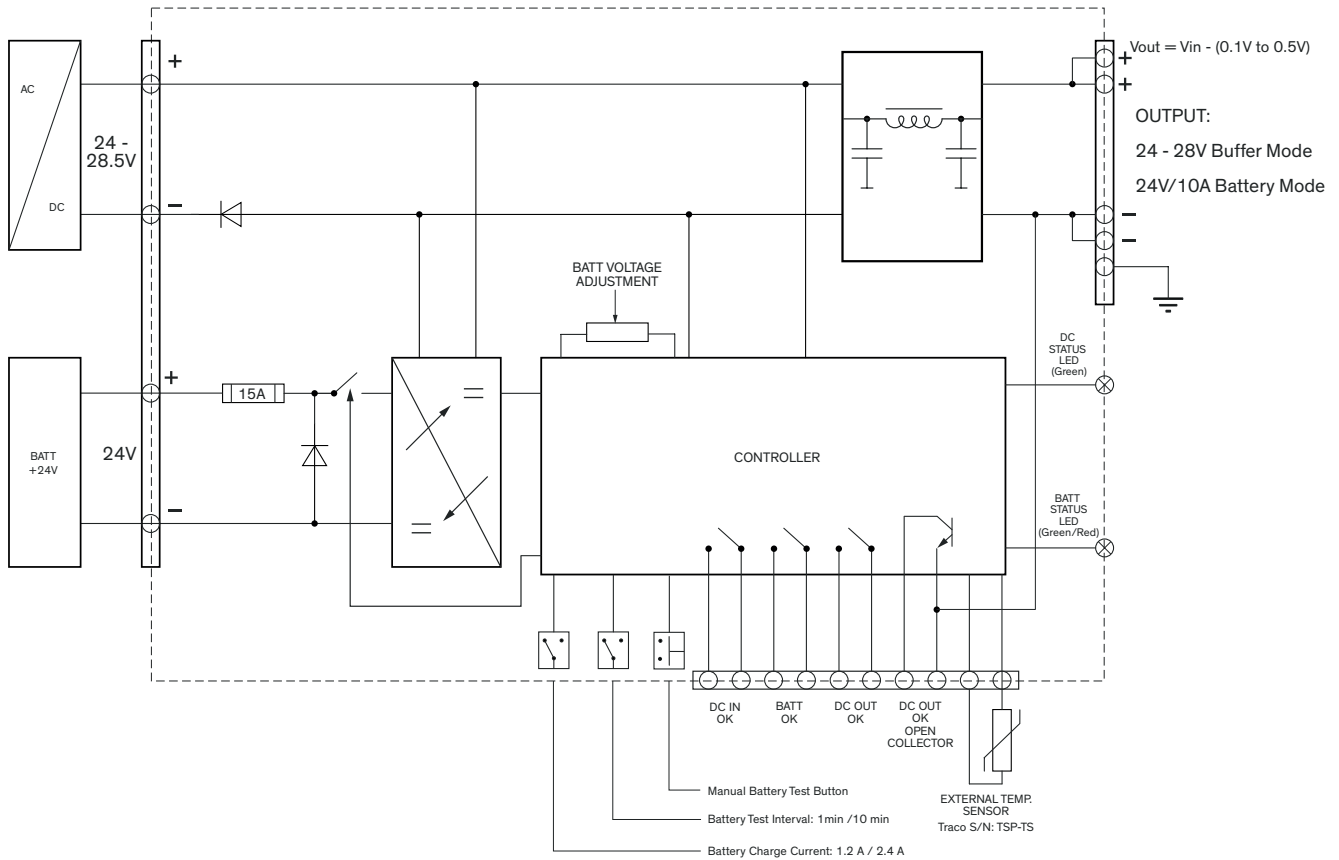 AC
DC
24 -
28.5V
+
−
Vout = Vin - (0.1V to 0.5V)
+
+
OUTPUT:
24 - 28V Buffer Mode
24V/10A Battery Mode
−
−
BATT VOLTAGE
ADJUSTMENT
BATT
+24V
24V
+
−
15A
CONTROLLER
DC
STATUS
LED
(Green)
BATT
STATUS
LED
(Green/Red)
DC IN
OK
BATT
OK
DC OUT
OK
DC OUT
OK
OPEN
COLLECTOR
EXTERNAL TEMP.
SENSOR
Traco S/N: TSP-TS
Manual Battery Test Button
Battery Test Interval: 1min /10 min
Battery Charge Current: 1.2 A / 2.4 A